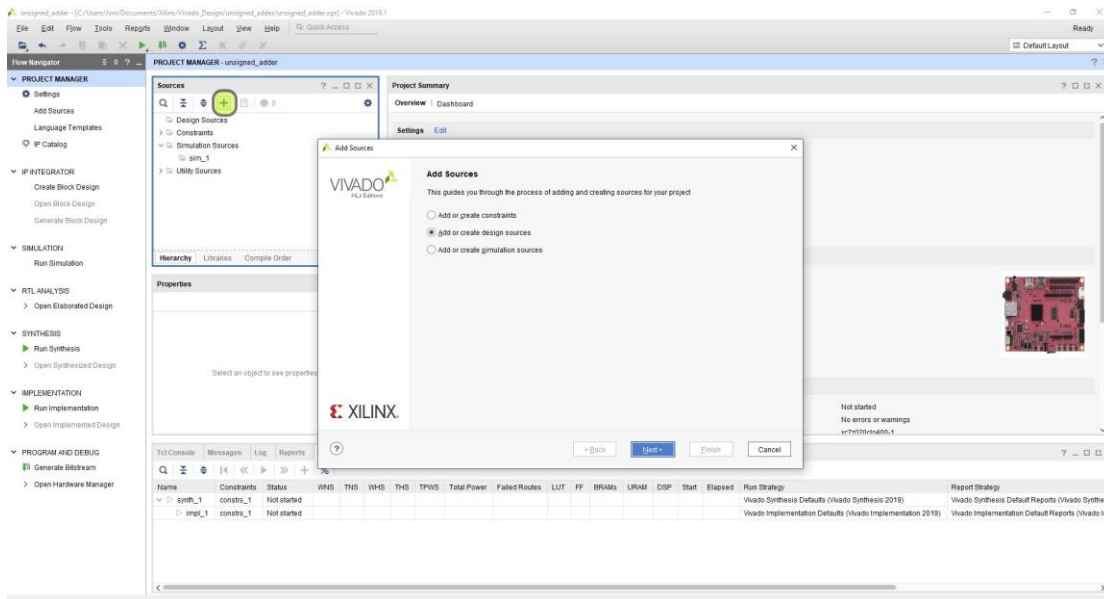 unsigned_adder - [C:/Users/Joni/Documents/Xilinx/Vivado_Design/unsigned_adder/unsigned_adder.xpr] - Vivado 2019.1
File Edit Flow Tools Reports Window Layout View Help Quick Access
Ready
Default Layout
Flow Navigator
PROJECT MANAGER
Settings
Add Sources
Language Templates
IP Catalog
IP INTEGRATOR
Create Block Design
Open Block Design
Generate Block Design
SIMULATION
Run Simulation
RTL ANALYSIS
Open Elaborated Design
SYNTHESIS
Run Synthesis
Open Synthesized Design
IMPLEMENTATION
Run Implementation
Open Implemented Design
PROGRAM AND DEBUG
Generate Bitstream
Open Hardware Manager
PROJECT MANAGER - unsigned_adder
Sources
0
Design Sources
Constraints
Simulation Sources
sim_1
Utility Sources
Hierarchy Libraries Compile Order
Properties
Select an object to see properties
Project Summary
Overview | Dashboard
Settings Edit
Add Sources
VIVADO
HLx Editions
Add Sources
This guides you through the process of adding and creating sources for your project
Add or create constraints
Add or create design sources
Add or create simulation sources
XILINX
? < Back Next > Finish Cancel
Not started
No errors or warnings
Tcl Console Messages Log Reports
Name Constraints Status WNS TNS WHS THS TPWS Total Power Failed Routes LUT FF BRAMs URAM DSP Start Elapsed Run Strategy Report Strategy
synth_1 constrs_1 Not started Vivado Synthesis Defaults (Vivado Synthesis 2019) Vivado Synthesis Default Reports (Vivado Synthe
impl_1 constrs_1 Not started Vivado Implementation Defaults (Vivado Implementation 2019) Vivado Implementation Default Reports (Vivado I